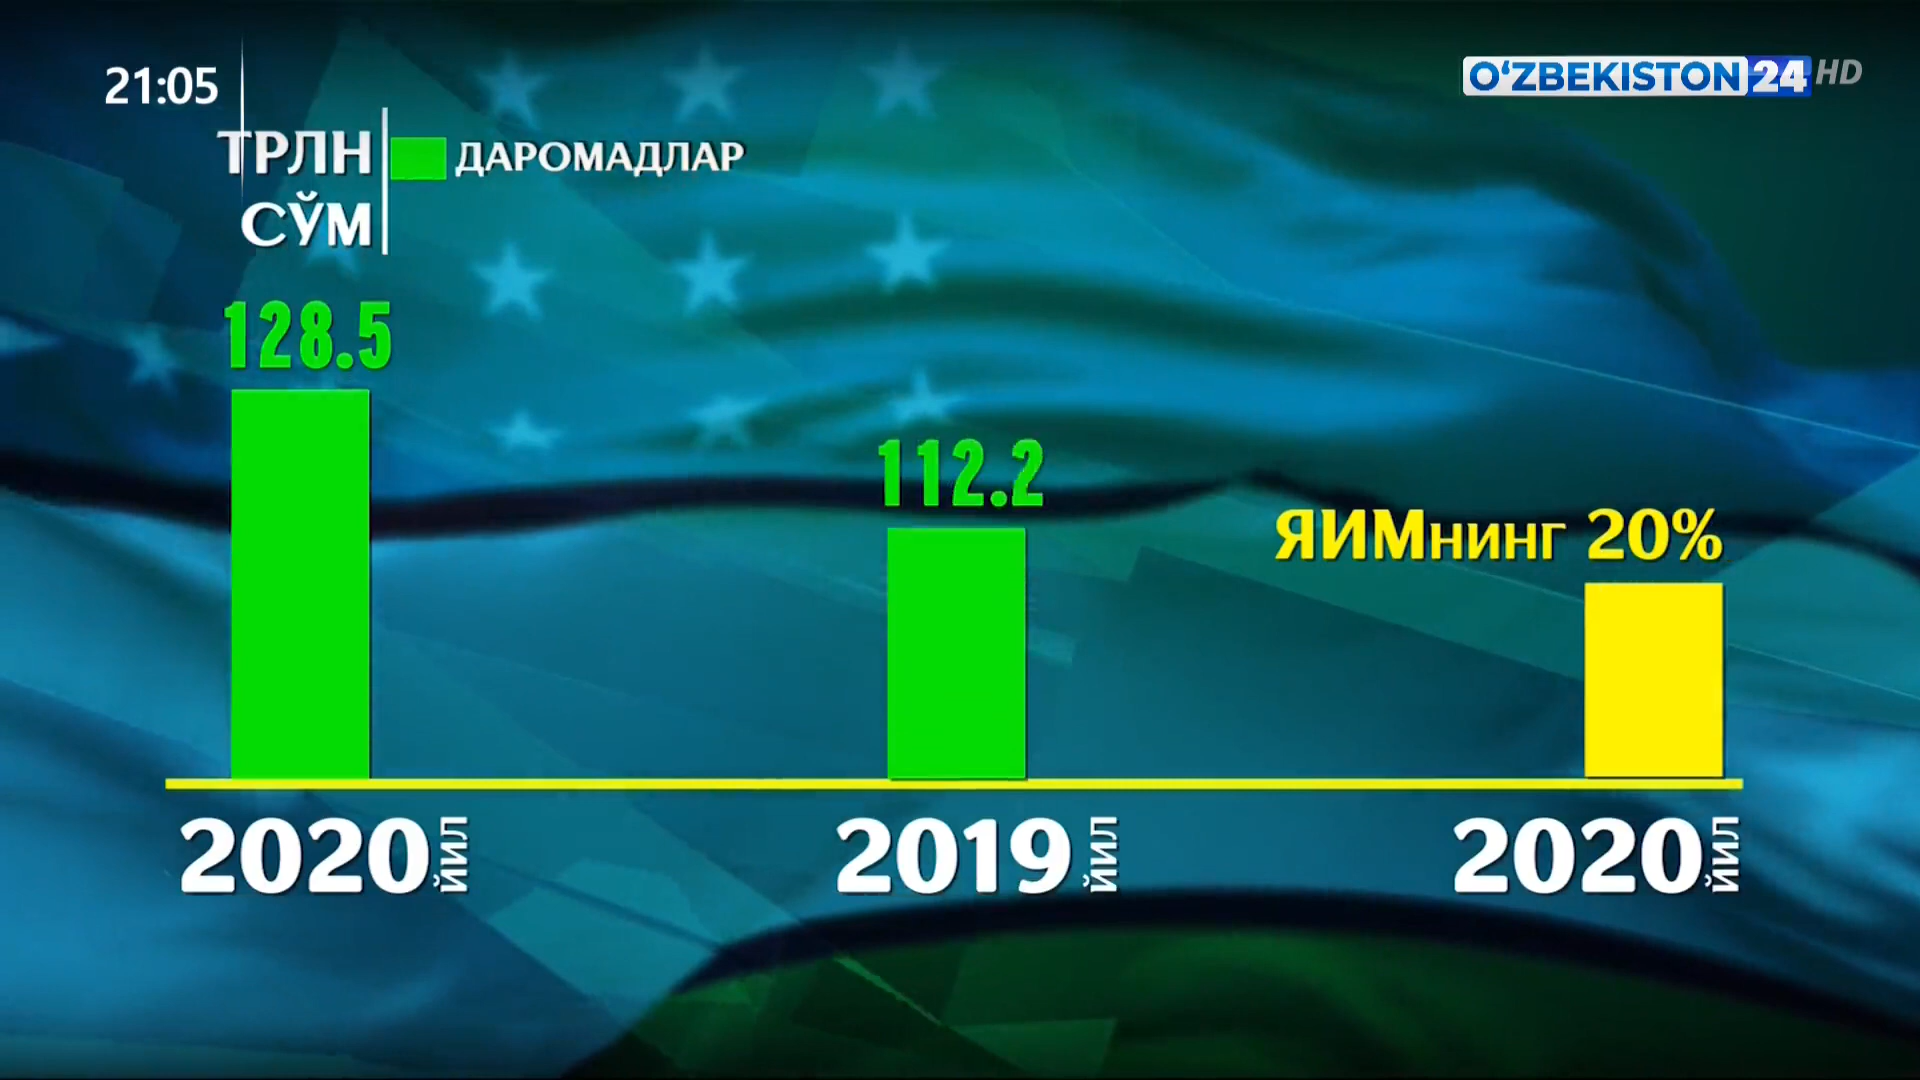 21:05
O‘ZBEKISTON 24 HD
ТРЛН
СЎМ
ДАРОМАДЛАР
128.5
112.2
ЯИМнинг 20%
2020 йил
2019 йил
2020 йил